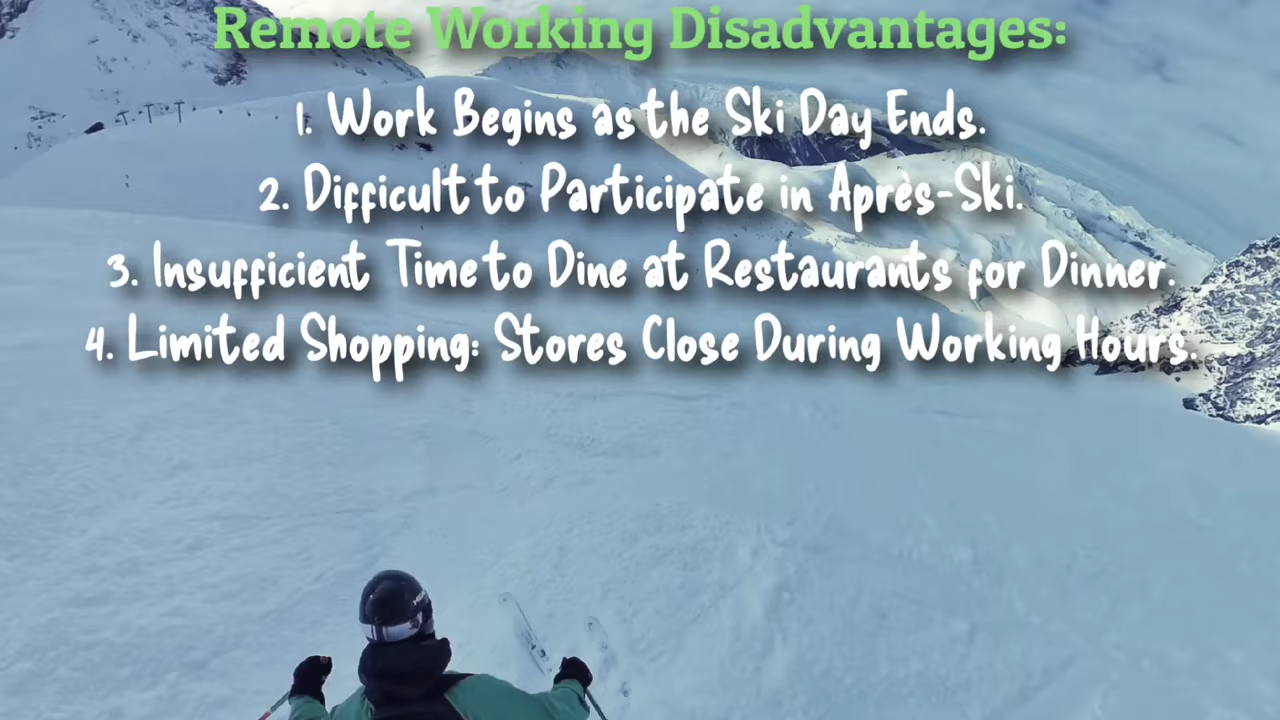 Remote Working Disadvantages:
1. Work Begins as the Ski Day Ends.
2. Difficult to Participate in Après-Ski.
3. Insufficient Time to Dine at Restaurants for Dinner.
4. Limited Shopping: Stores Close During Working Hours.